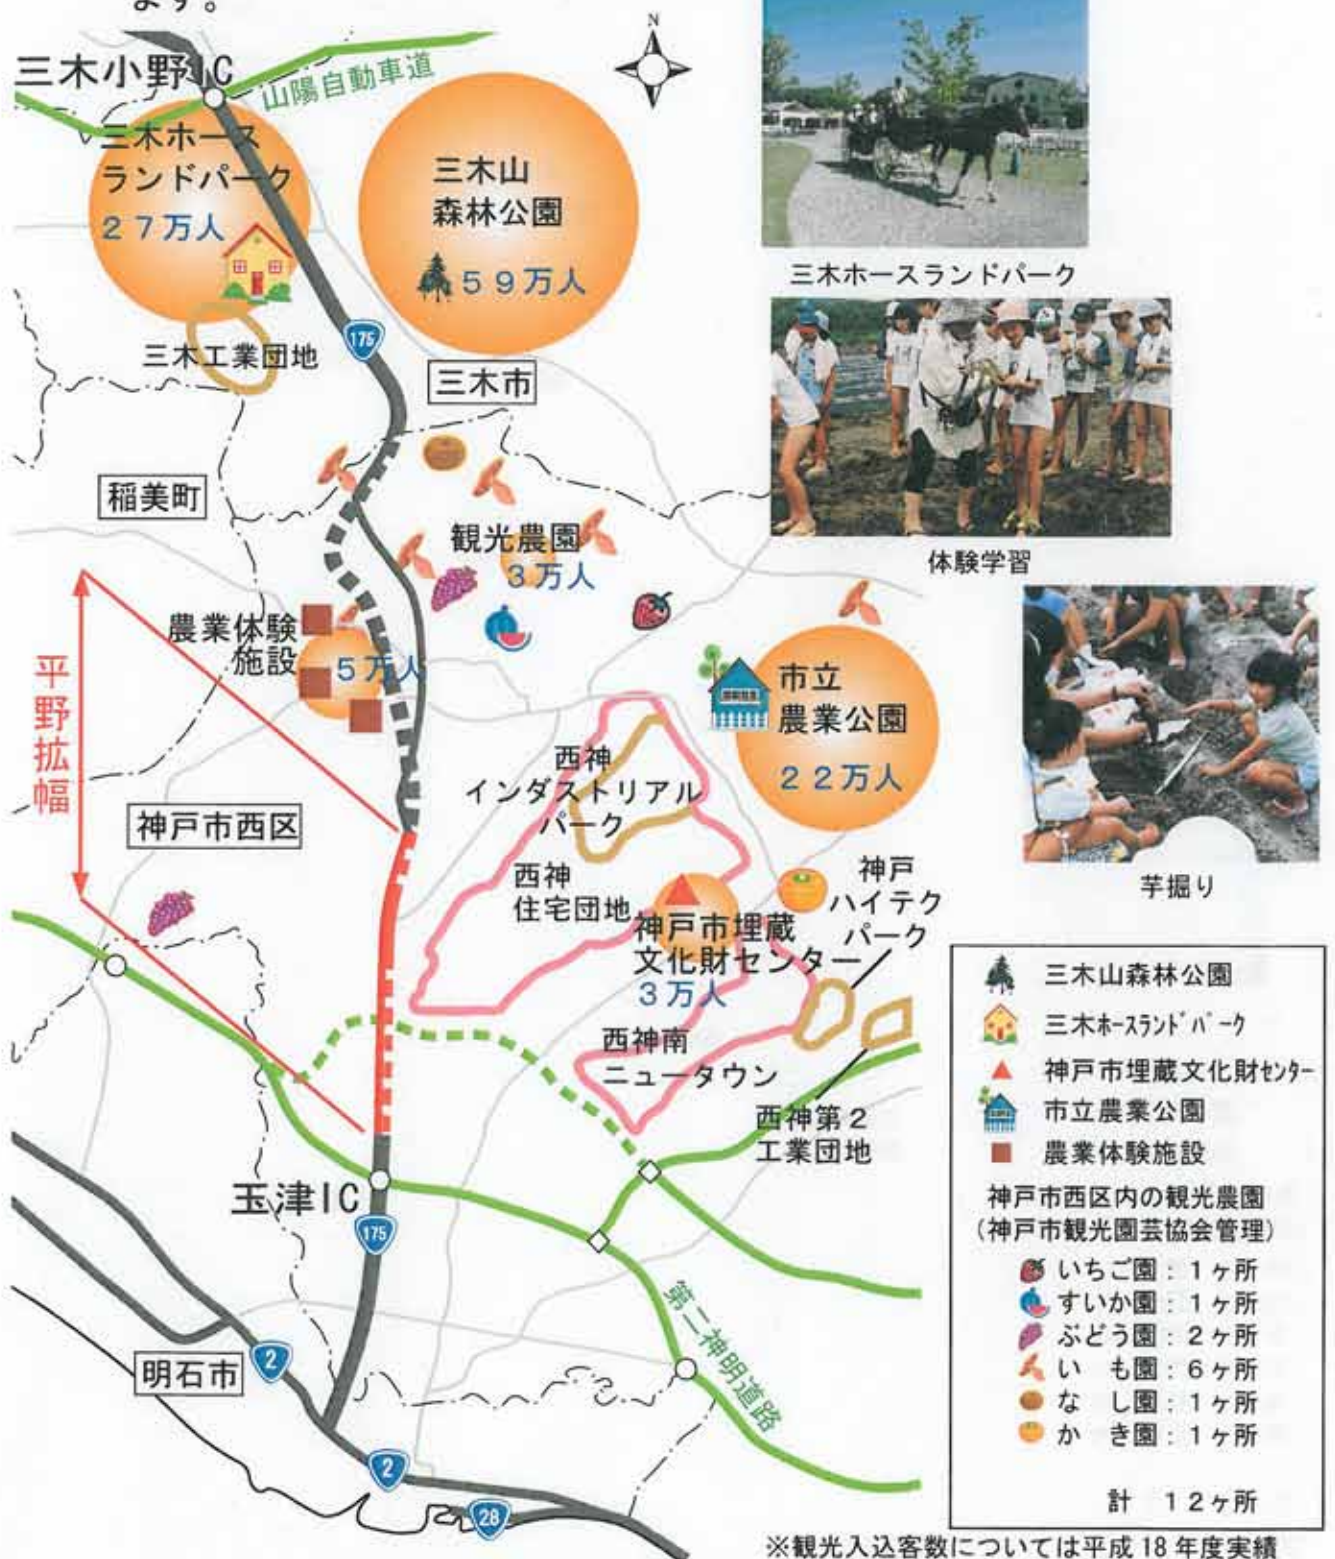 ます。
N
三木小野IC
山陽自動車道
三木ホース
ランドパーク
27万人
三木山
森林公園
59万人
三木ホースランドパーク
175
三木工業団地
三木市
稲美町
体験学習
観光農園
3万人
農業体験
施設
5万人
平野拡幅
市立
農業公園
22万人
西神
インダストリアル
パーク
神戸市西区
西神
住宅団地
神戸
ハイテク
パーク
芋掘り
神戸市埋蔵
文化財センター
3万人
西神南
ニュータウン
西神第2
工業団地
玉津IC
175
第二神明道路
明石市
2
2
28
三木山森林公園
三木ホースランドパーク
神戸市埋蔵文化財センター
市立農業公園
農業体験施設
神戸市西区内の観光農園
(神戸市観光園芸協会管理)
いちご園:1ヶ所
すいか園:1ヶ所
ぶどう園:2ヶ所
い も園:6ヶ所
な し園:1ヶ所
か き園:1ヶ所
計 12ヶ所
※観光入込客数については平成18年度実績